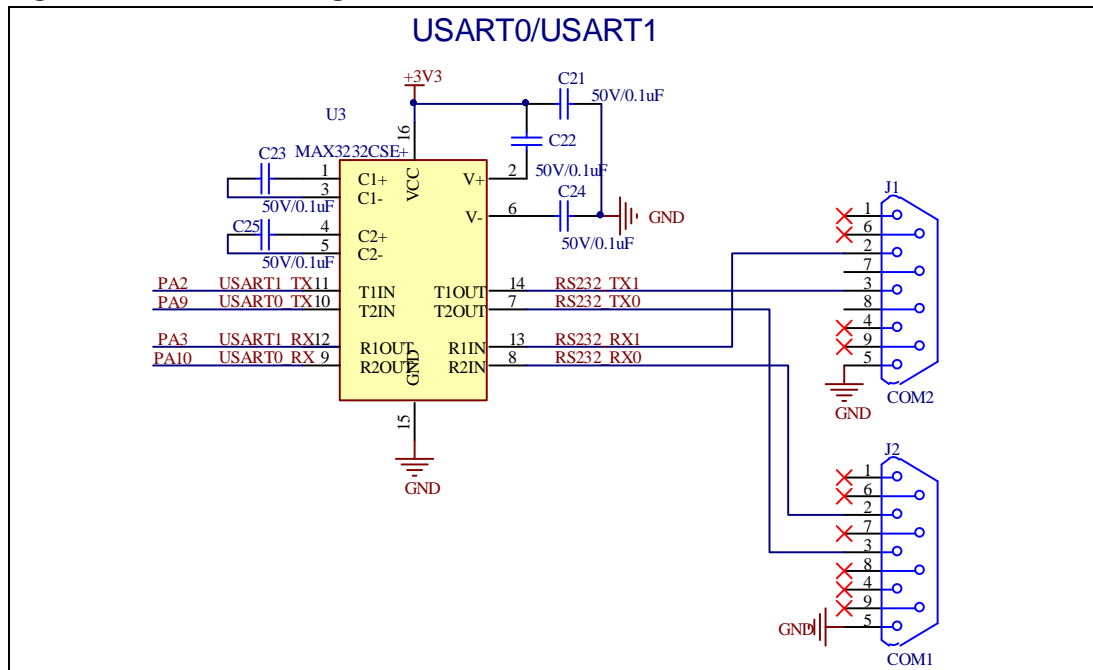 USART0/USART1
+3V3
C21
50V/0.1uF
U3
16
C22
MAX3232CSE+
C23
1
C1+
VCC
V+
2
50V/0.1uF
3
C1-
50V/0.1uF
C24
V-
6
GND
C25
4
C2+
50V/0.1uF
5
C2-
50V/0.1uF
PA2 USART1_TX 11 T1IN T1OUT 14 RS232_TX1
PA9 USART0_TX 10 T2IN T2OUT 7 RS232_TX0
PA3 USART1_RX 12 R1OUT R1IN 13 RS232_RX1
PA10 USART0_RX 9 R2OUT R2IN 8 RS232_RX0
GND
15
GND
J1
1
6
2
7
3
8
4
9
5
GND
COM2
J2
1
6
2
7
3
8
4
9
GND 5
COM1